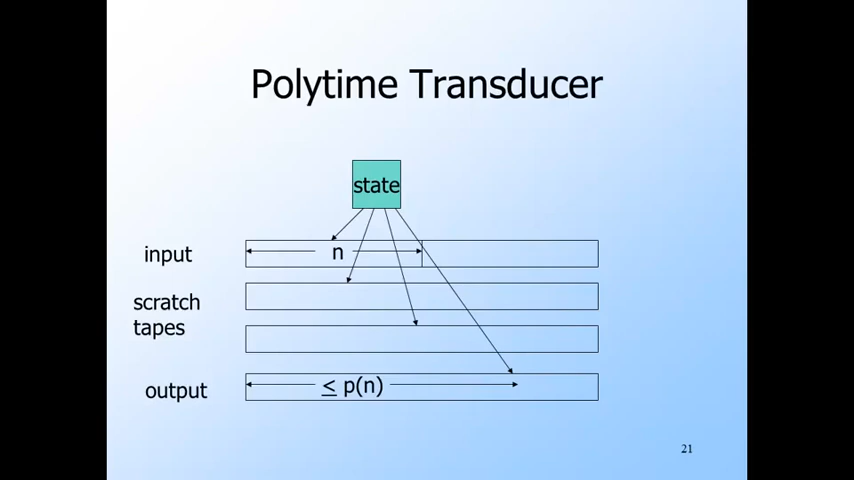 Polytime Transducer
state
input
n
scratch
tapes
output
≤ p(n)
21